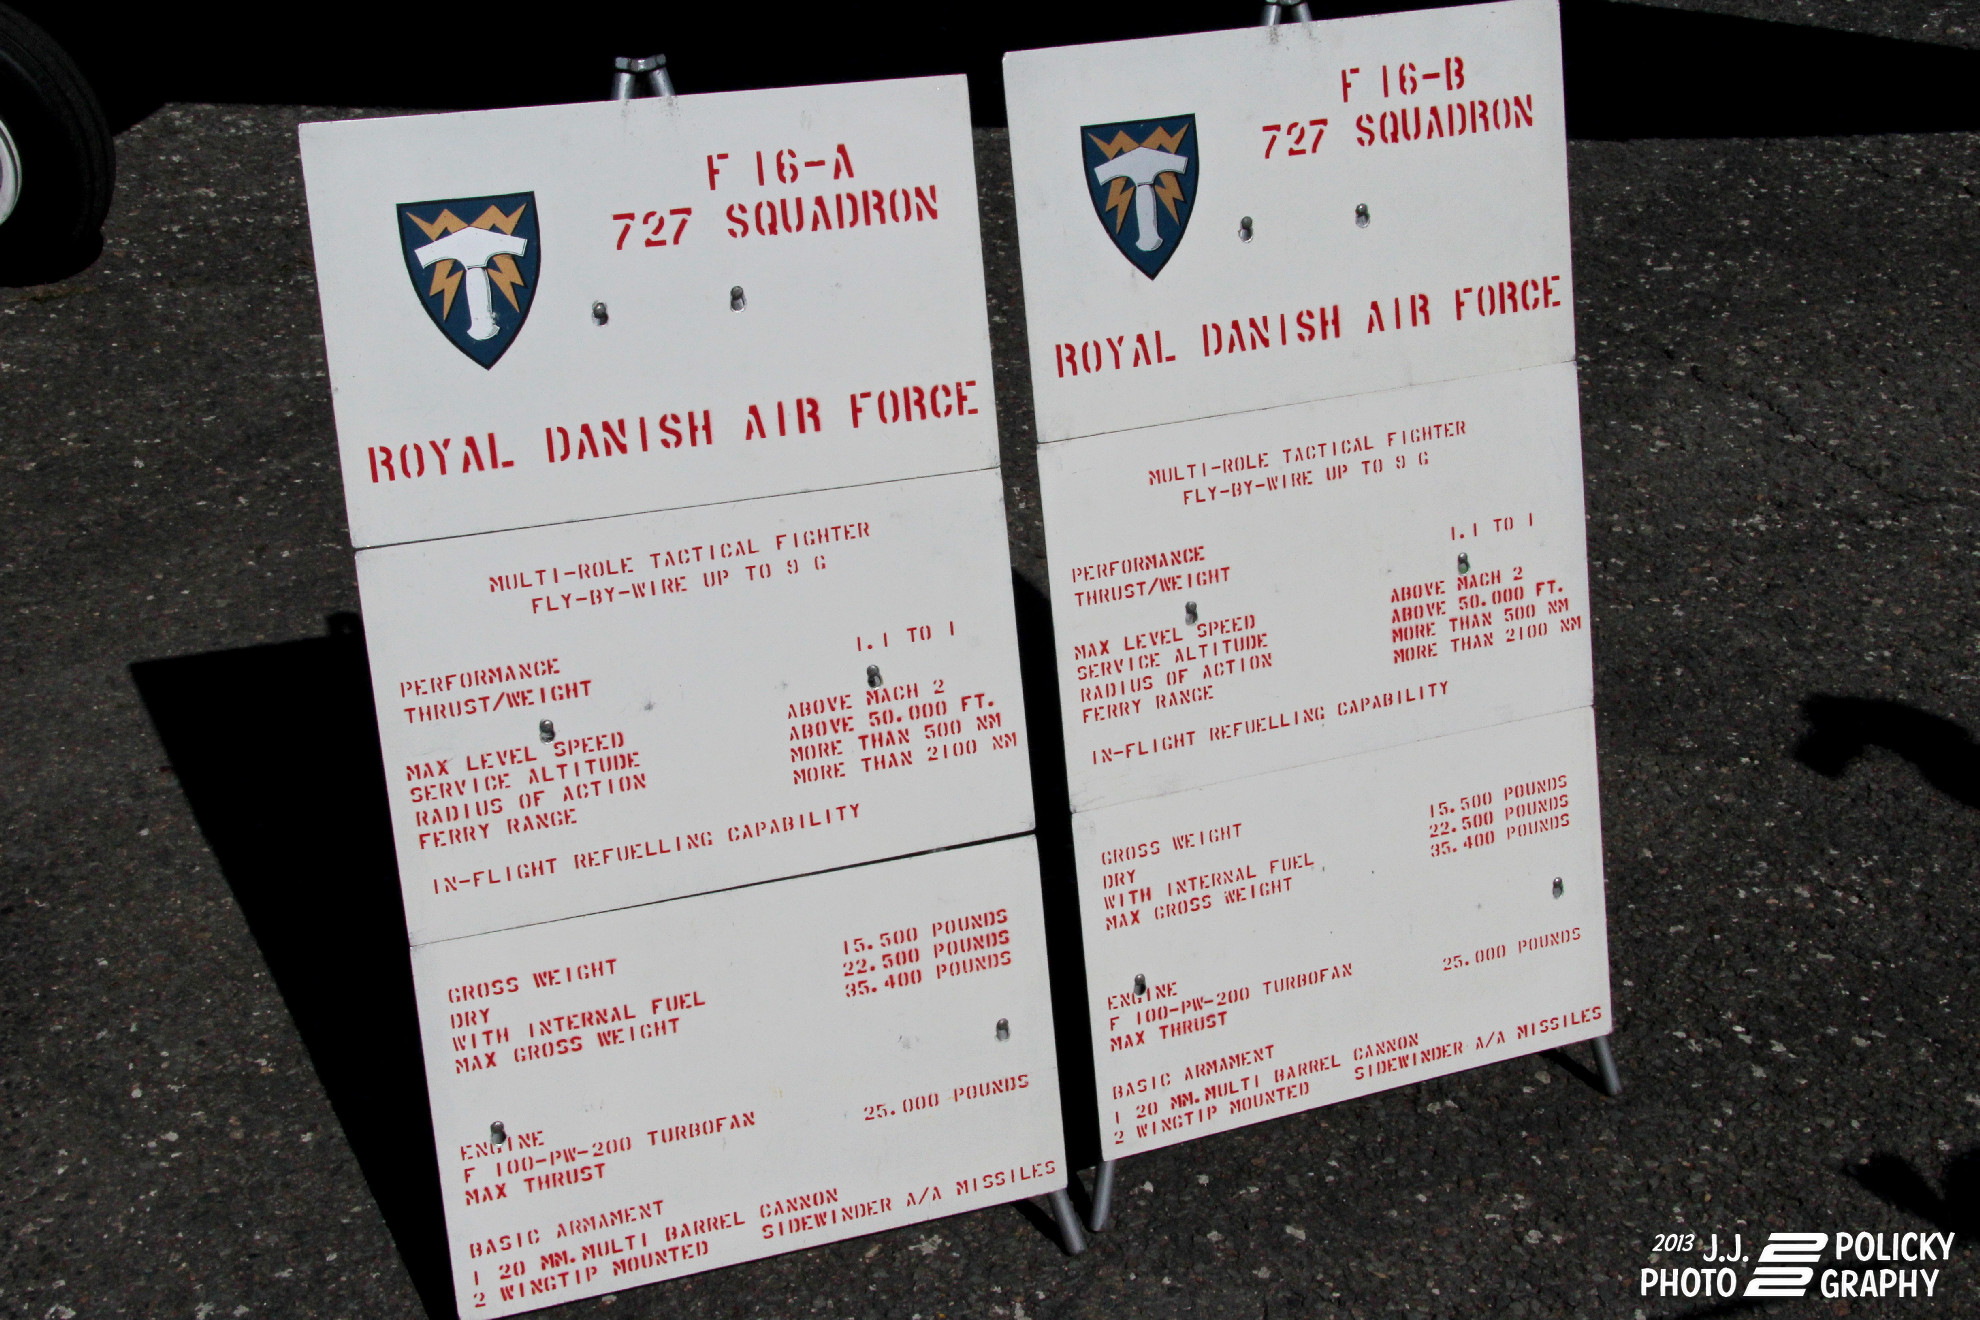 F 16-A
727 SQUADRON
ROYAL DANISH AIR FORCE
MULTI-ROLE TACTICAL FIGHTER
FLY-BY-WIRE UP TO 9 G
PERFORMANCE
THRUST/WEIGHT 1.1 TO 1
MAX LEVEL SPEED ABOVE MACH 2
SERVICE ALTITUDE ABOVE 50.000 FT.
RADIUS OF ACTION MORE THAN 500 NM
FERRY RANGE MORE THAN 2100 NM
IN-FLIGHT REFUELLING CAPABILITY
GROSS WEIGHT
DRY 15.500 POUNDS
WITH INTERNAL FUEL 22.500 POUNDS
MAX GROSS WEIGHT 35.400 POUNDS
ENGINE
F 100-PW-200 TURBOFAN
MAX THRUST 25.000 POUNDS
BASIC ARMAMENT
1 20 MM.MULTI BARREL CANNON
2 WINGTIP MOUNTED SIDEWINDER A/A MISSILES
F 16-B
727 SQUADRON
ROYAL DANISH AIR FORCE
MULTI-ROLE TACTICAL FIGHTER
FLY-BY-WIRE UP TO 9 G
PERFORMANCE
THRUST/WEIGHT 1.1 TO 1
MAX LEVEL SPEED ABOVE MACH 2
SERVICE ALTITUDE ABOVE 50.000 FT.
RADIUS OF ACTION MORE THAN 500 NM
FERRY RANGE MORE THAN 2100 NM
IN-FLIGHT REFUELLING CAPABILITY
GROSS WEIGHT
DRY 15.500 POUNDS
WITH INTERNAL FUEL 22.500 POUNDS
MAX GROSS WEIGHT 35.400 POUNDS
ENGINE
F 100-PW-200 TURBOFAN
MAX THRUST 25.000 POUNDS
BASIC ARMAMENT
1 20 MM.MULTI BARREL CANNON
2 WINGTIP MOUNTED SIDEWINDER A/A MISSILES
2013 J.J. POLICKY
PHOTO 22 GRAPHY